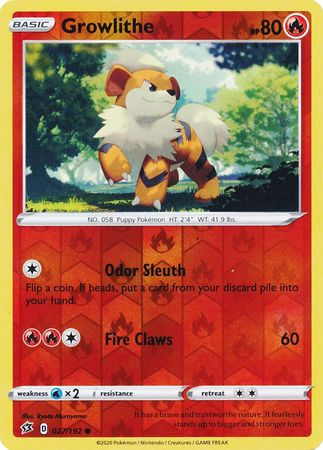 BASIC
Growlithe
HP 80
NO. 058 Puppy Pokémon HT: 2'4" WT: 41.9 lbs.
Odor Sleuth
Flip a coin. If heads, put a card from your discard pile into
your hand.
Fire Claws 60
weakness ×2 resistance retreat
Illus. Ryota Murayama
D 027/192
It has a brave and trustworthy nature. It fearlessly
stands up to bigger and stronger foes.
©2020 Pokémon / Nintendo / Creatures / GAME FREAK